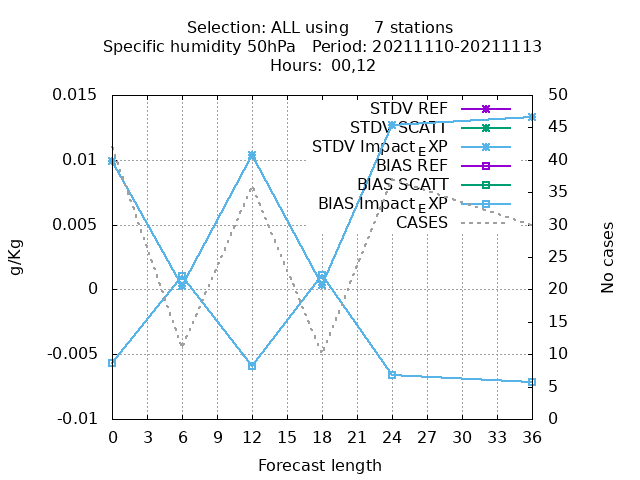 Selection: ALL using 7 stations
Specific humidity 50hPa Period: 20211110-20211113
Hours: 00,12
0.015
0.01
0.005
0
-0.005
-0.01
g/Kg
50
45
40
35
30
25
20
15
10
5
0
No cases
STDV REF
STDV SCATT
STDV Impact_EXP
BIAS REF
BIAS SCATT
BIAS Impact_EXP
CASES
0 3 6 9 12 15 18 21 24 27 30 33 36
Forecast length